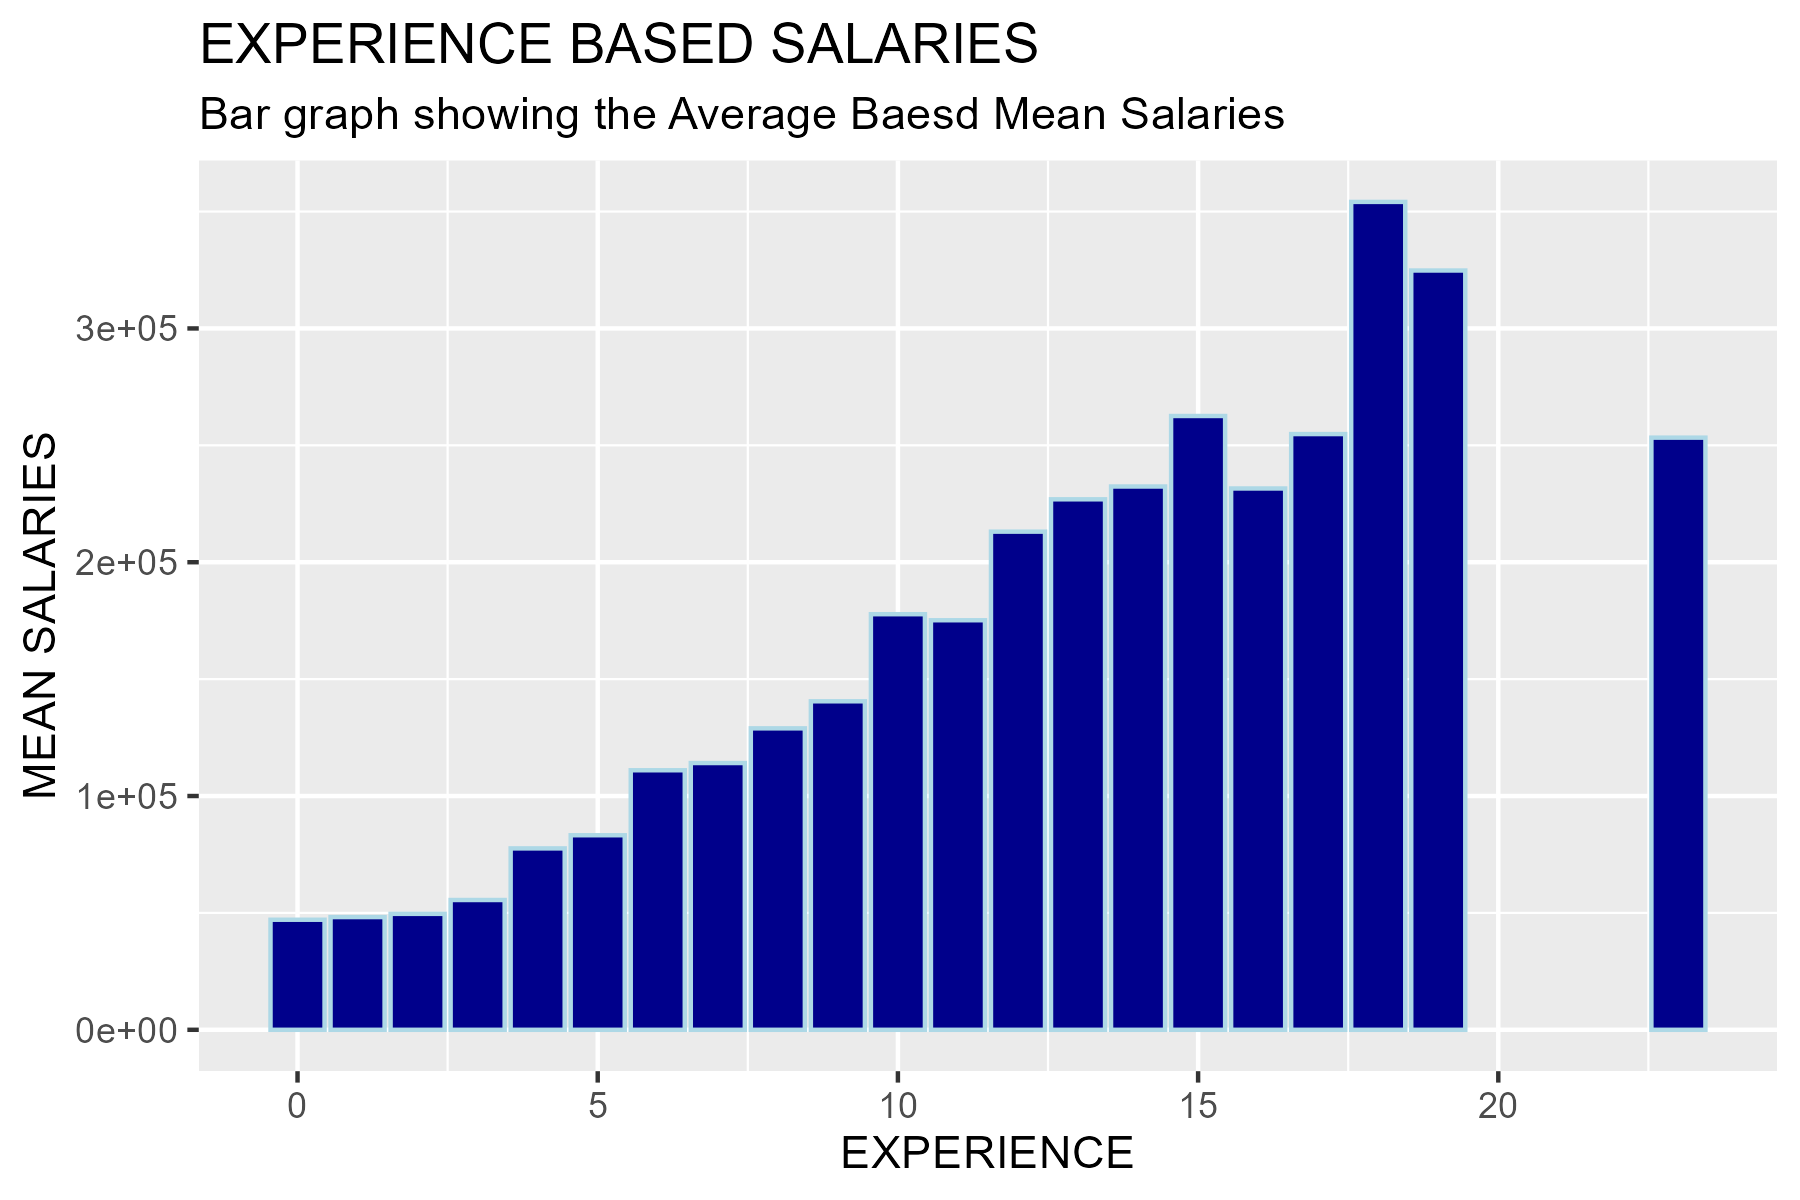 EXPERIENCE BASED SALARIES
Bar graph showing the Average Baesd Mean Salaries
MEAN SALARIES
3e+05
2e+05
1e+05
0e+00
0 5 10 15 20
EXPERIENCE